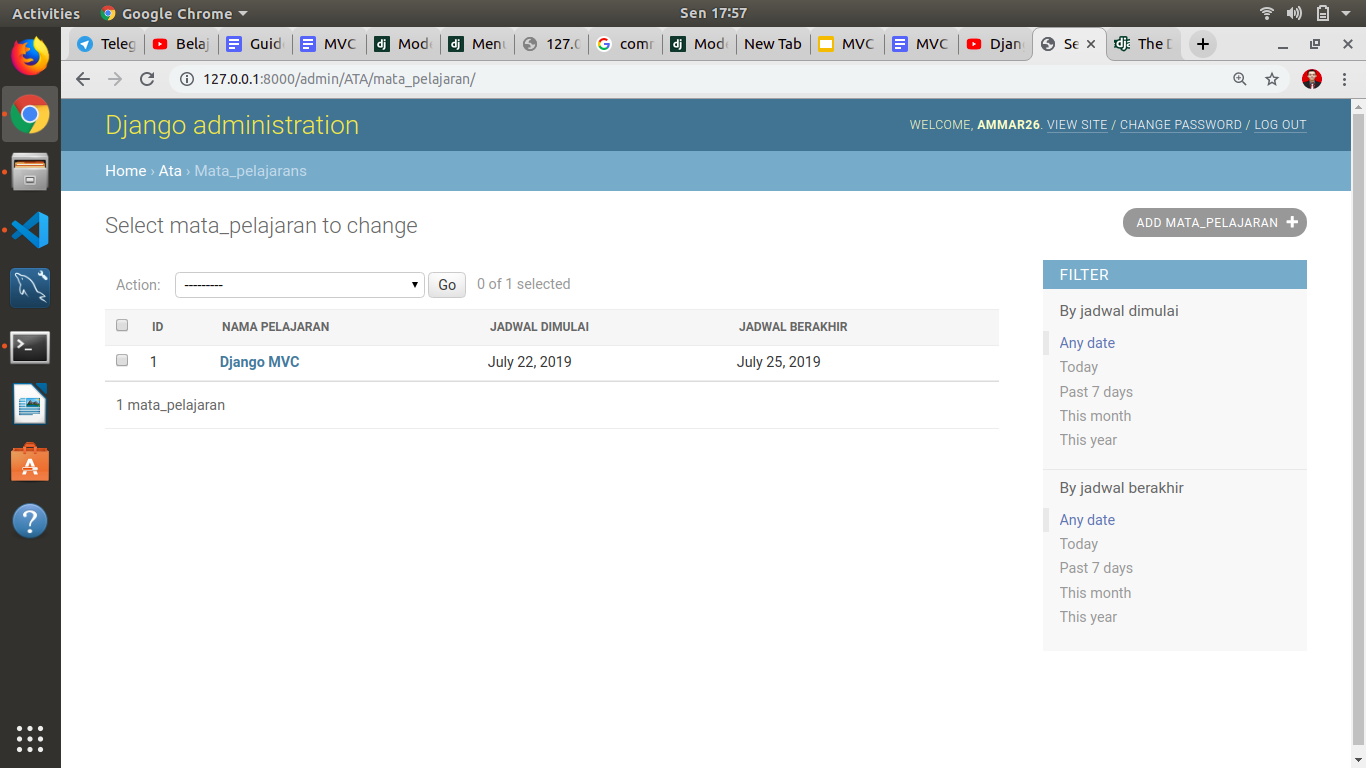 Activities Google Chrome Sen 17:57
Teleg Belaj Guid MVC Mode Menu 127.0 comm Mode New Tab MVC MVC Djan Se The D
127.0.0.1:8000/admin/ATA/mata_pelajaran/
Django administration
WELCOME, AMMAR26. VIEW SITE / CHANGE PASSWORD / LOG OUT
Home › Ata › Mata_pelajarans
Select mata_pelajaran to change
ADD MATA_PELAJARAN +
Action: --------- Go 0 of 1 selected
ID NAMA PELAJARAN JADWAL DIMULAI JADWAL BERAKHIR
1 Django MVC July 22, 2019 July 25, 2019
1 mata_pelajaran
FILTER
By jadwal dimulai
Any date
Today
Past 7 days
This month
This year
By jadwal berakhir
Any date
Today
Past 7 days
This month
This year